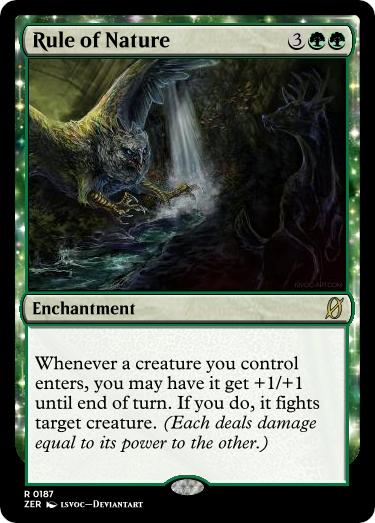 Rule of Nature 3
Enchantment
Whenever a creature you control
enters, you may have it get +1/+1
until end of turn. If you do, it fights
target creature. (Each deals damage
equal to its power to the other.)
R 0187
ZER lsvoc—Deviantart